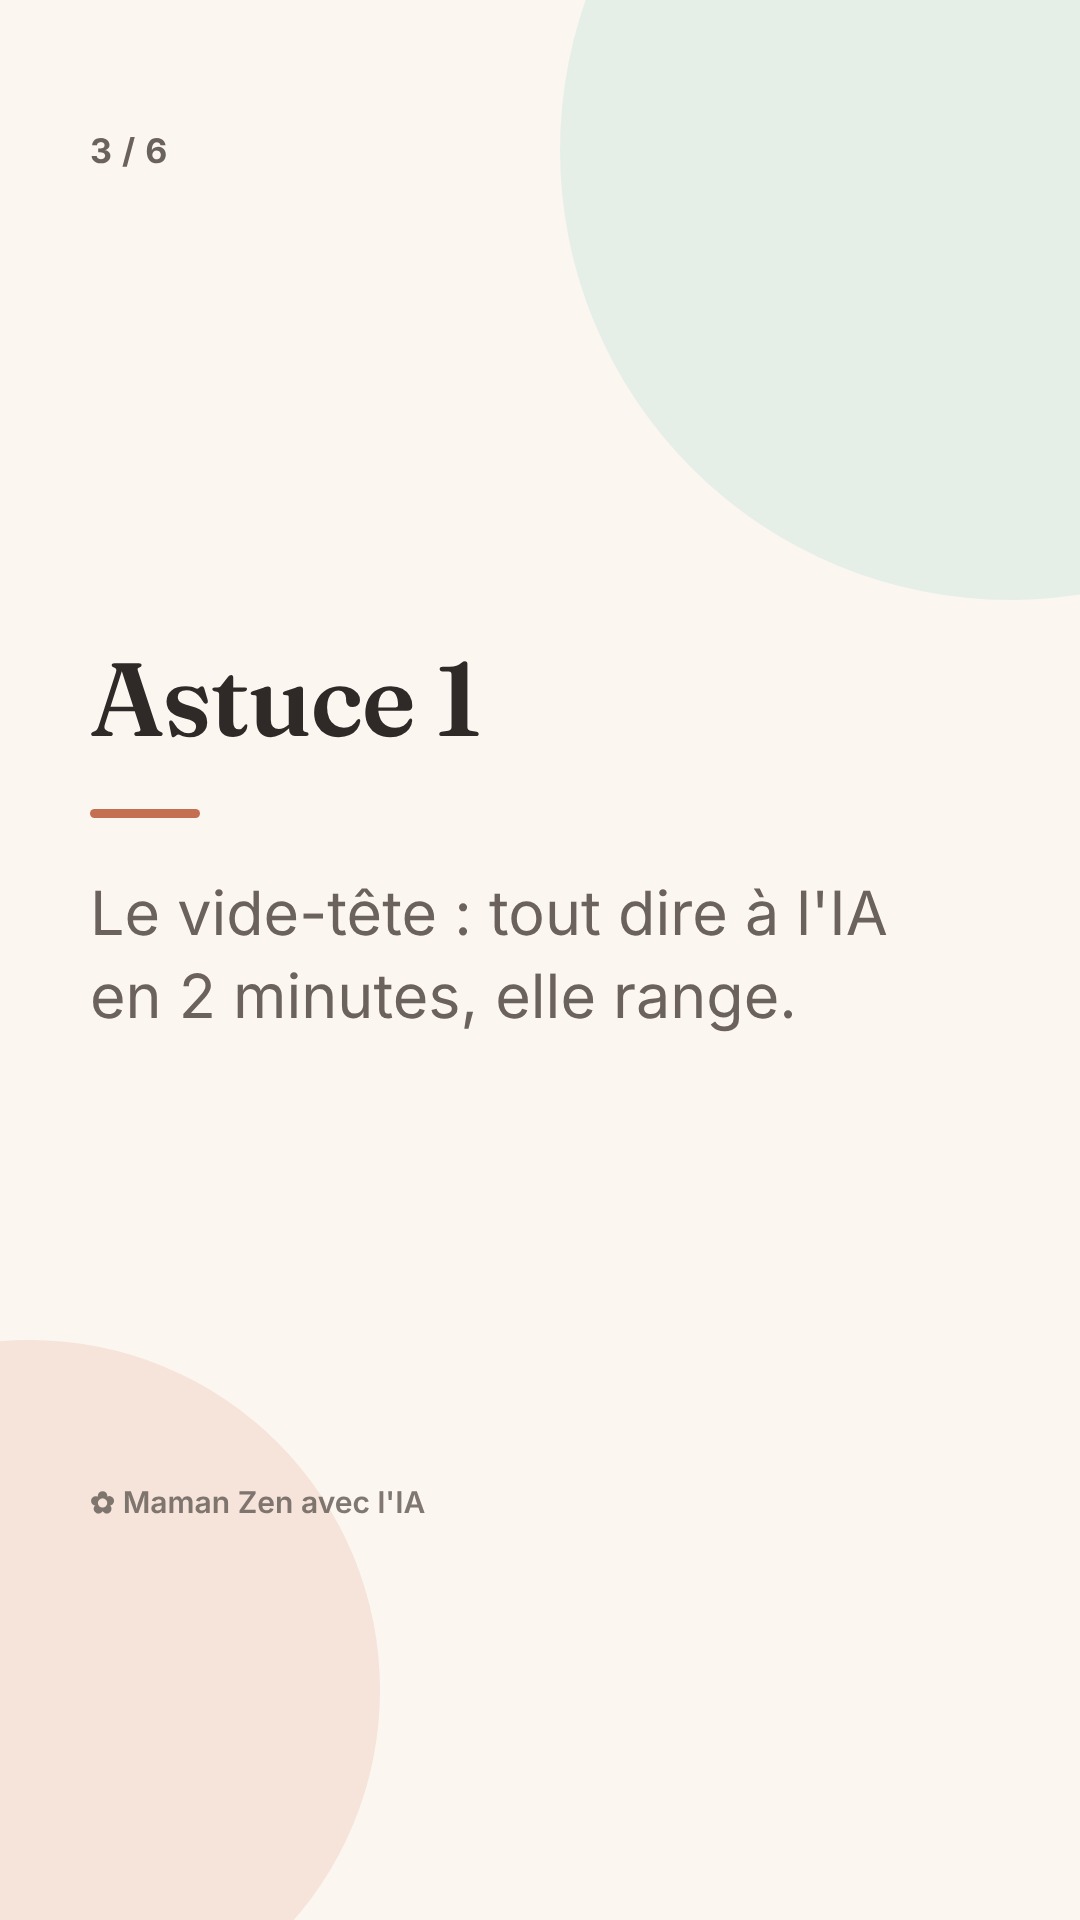 3 / 6
Astuce 1
Le vide-tête : tout dire à l'IA
en 2 minutes, elle range.
✿ Maman Zen avec l'IA